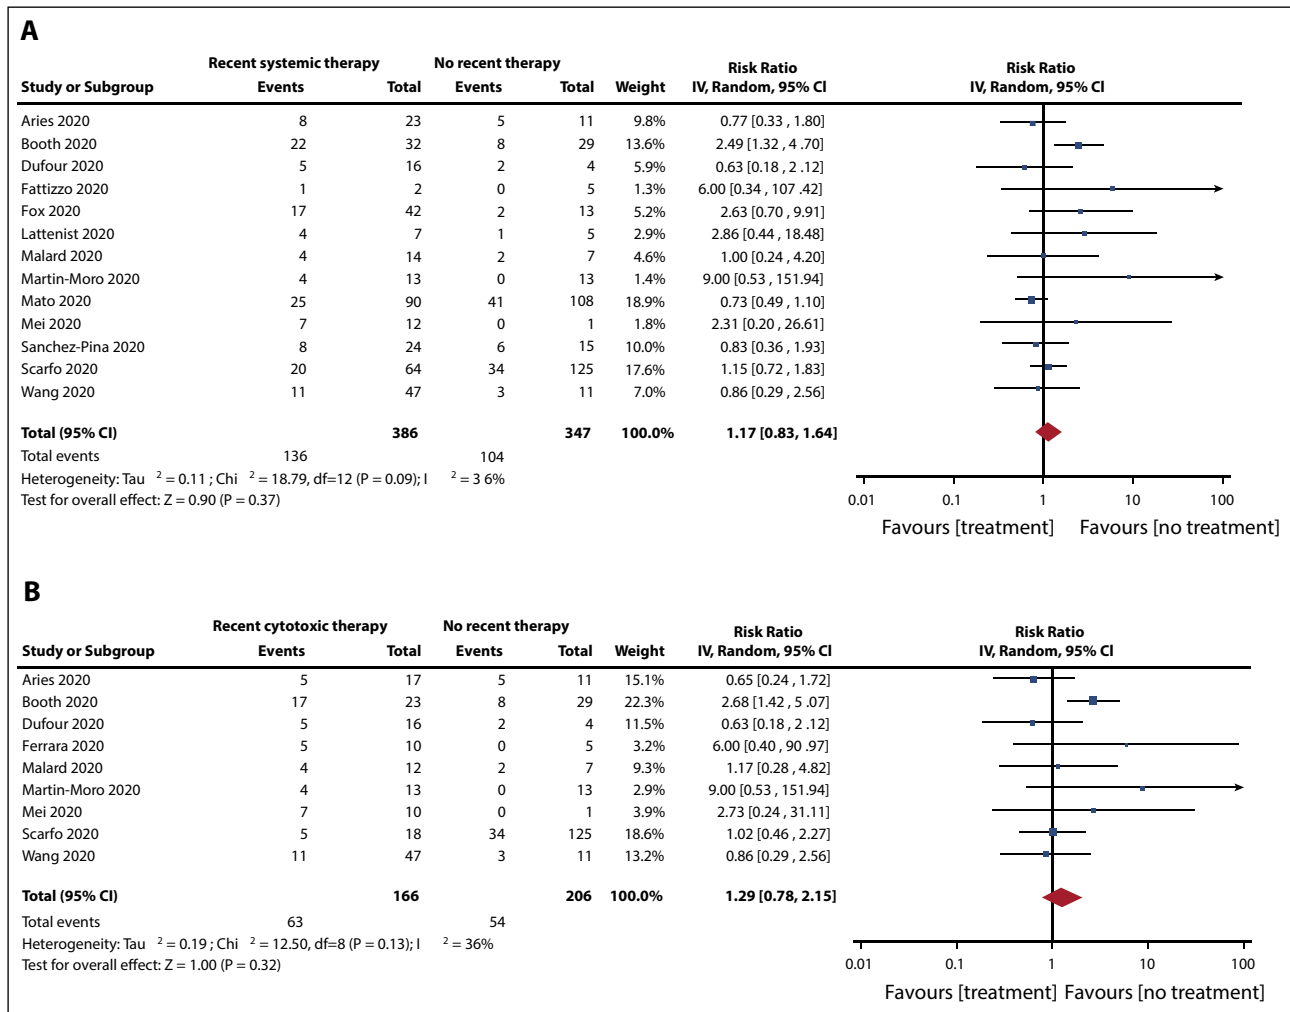 A
Recent systemic therapy No recent therapy Risk Ratio Risk Ratio
Study or Subgroup Events Total Events Total Weight IV, Random, 95% CI IV, Random, 95% CI
Aries 2020 8 23 5 11 9.8% 0.77 [0.33 , 1.80]
Booth 2020 22 32 8 29 13.6% 2.49 [1.32 , 4.70]
Dufour 2020 5 16 2 4 5.9% 0.63 [0.18 , 2 .12]
Fattizzo 2020 1 2 0 5 1.3% 6.00 [0.34 , 107 .42]
Fox 2020 17 42 2 13 5.2% 2.63 [0.70 , 9.91]
Lattenist 2020 4 7 1 5 2.9% 2.86 [0.44 , 18.48]
Malard 2020 4 14 2 7 4.6% 1.00 [0.24 , 4.20]
Martin-Moro 2020 4 13 0 13 1.4% 9.00 [0.53 , 151.94]
Mato 2020 25 90 41 108 18.9% 0.73 [0.49 , 1.10]
Mei 2020 7 12 0 1 1.8% 2.31 [0.20 , 26.61]
Sanchez-Pina 2020 8 24 6 15 10.0% 0.83 [0.36 , 1.93]
Scarfo 2020 20 64 34 125 17.6% 1.15 [0.72 , 1.83]
Wang 2020 11 47 3 11 7.0% 0.86 [0.29 , 2.56]
Total (95% CI) 386 347 100.0% 1.17 [0.83, 1.64]
Total events 136 104
Heterogeneity: Tau 2 = 0.11 ; Chi 2 = 18.79, df=12 (P = 0.09); I 2 = 3 6%
Test for overall effect: Z = 0.90 (P = 0.37)
0.01 0.1 1 10 100
Favours [treatment] Favours [no treatment]
B
Recent cytotoxic therapy No recent therapy Risk Ratio Risk Ratio
Study or Subgroup Events Total Events Total Weight IV, Random, 95% CI IV, Random, 95% CI
Aries 2020 5 17 5 11 15.1% 0.65 [0.24 , 1.72]
Booth 2020 17 23 8 29 22.3% 2.68 [1.42 , 5 .07]
Dufour 2020 5 16 2 4 11.5% 0.63 [0.18 , 2 .12]
Ferrara 2020 5 10 0 5 3.2% 6.00 [0.40 , 90 .97]
Malard 2020 4 12 2 7 9.3% 1.17 [0.28 , 4.82]
Martin-Moro 2020 4 13 0 13 2.9% 9.00 [0.53 , 151.94]
Mei 2020 7 10 0 1 3.9% 2.73 [0.24 , 31.11]
Scarfo 2020 5 18 34 125 18.6% 1.02 [0.46 , 2.27]
Wang 2020 11 47 3 11 13.2% 0.86 [0.29 , 2.56]
Total (95% CI) 166 206 100.0% 1.29 [0.78, 2.15]
Total events 63 54
Heterogeneity: Tau 2 = 0.19 ; Chi 2 = 12.50, df=8 (P = 0.13); I 2 = 36%
Test for overall effect: Z = 1.00 (P = 0.32)
0.01 0.1 1 10 100
Favours [treatment] Favours [no treatment]